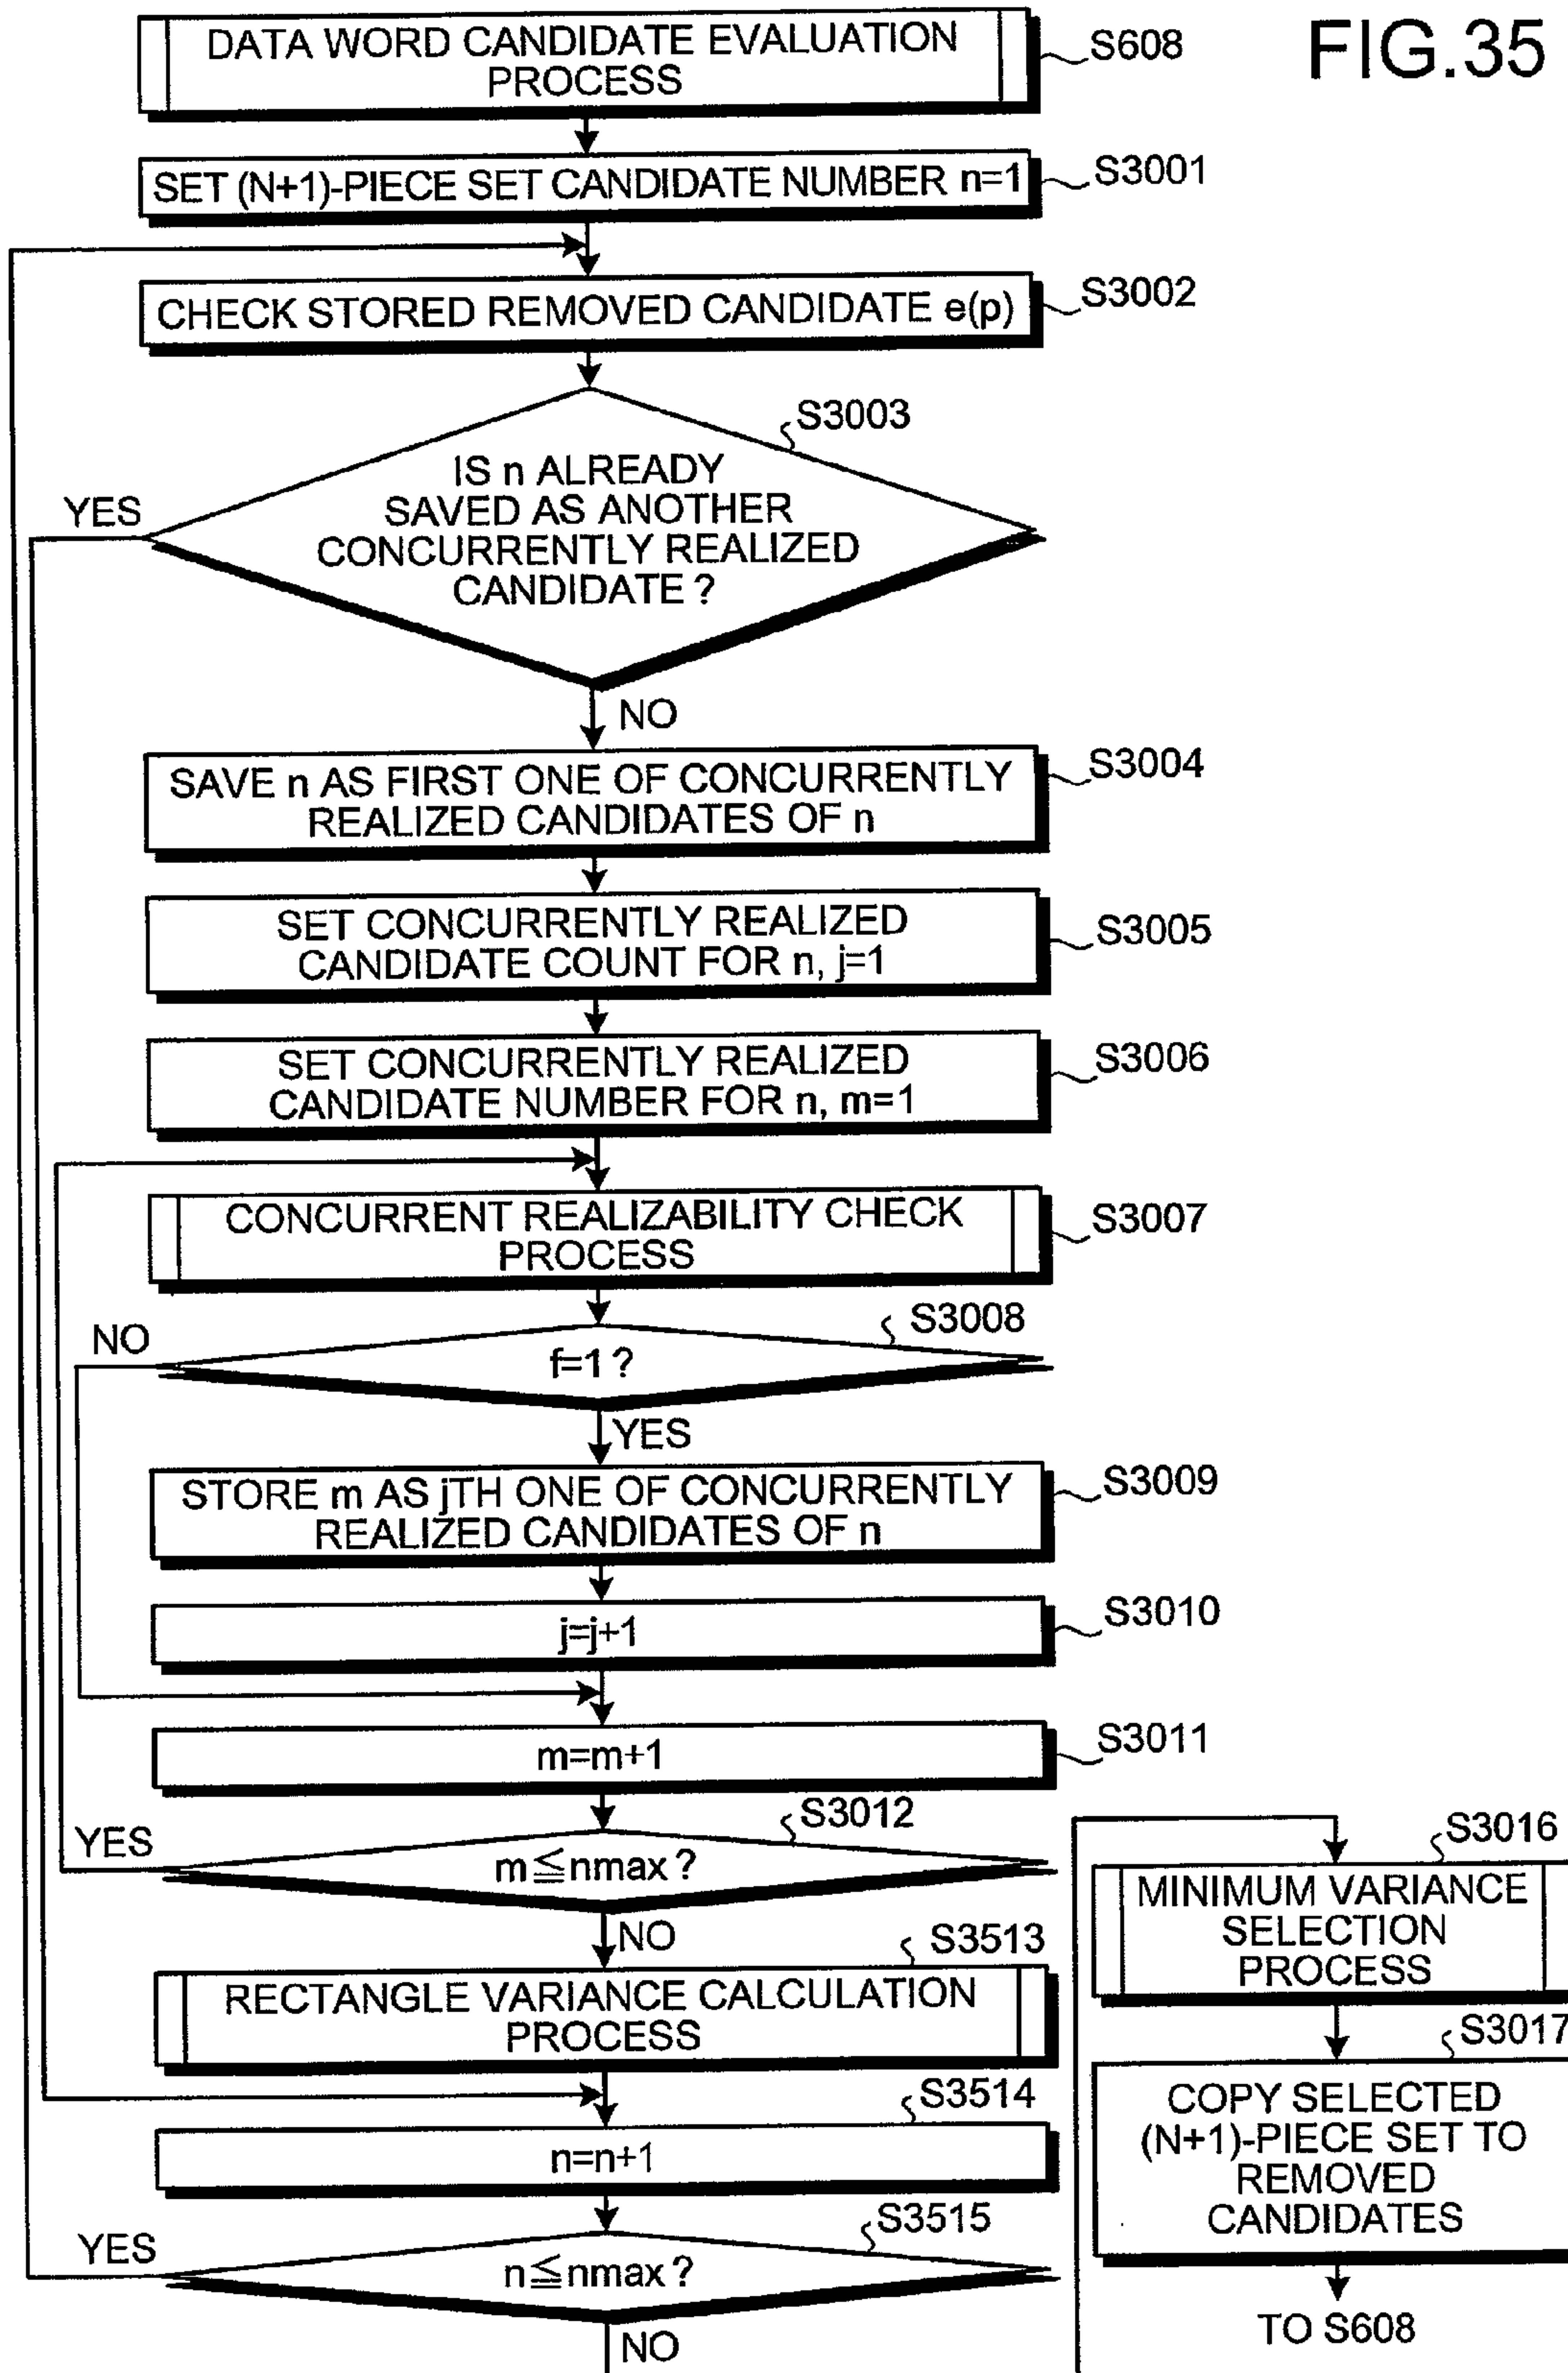 FIG.35
DATA WORD CANDIDATE EVALUATION
PROCESS
S608
SET (N+1)-PIECE SET CANDIDATE NUMBER n=1
S3001
CHECK STORED REMOVED CANDIDATE e(p)
S3002
S3003
IS n ALREADY
SAVED AS ANOTHER
CONCURRENTLY REALIZED
CANDIDATE ?
YES
NO
SAVE n AS FIRST ONE OF CONCURRENTLY
REALIZED CANDIDATES OF n
S3004
SET CONCURRENTLY REALIZED
CANDIDATE COUNT FOR n, j=1
S3005
SET CONCURRENTLY REALIZED
CANDIDATE NUMBER FOR n, m=1
S3006
CONCURRENT REALIZABILITY CHECK
PROCESS
S3007
S3008
NO
f=1 ?
YES
STORE m AS jTH ONE OF CONCURRENTLY
REALIZED CANDIDATES OF n
S3009
j=j+1
S3010
m=m+1
S3011
S3012
YES
m≦nmax ?
NO
S3513
RECTANGLE VARIANCE CALCULATION
PROCESS
S3514
n=n+1
S3515
YES
n≦nmax ?
NO
S3016
MINIMUM VARIANCE
SELECTION
PROCESS
S3017
COPY SELECTED
(N+1)-PIECE SET TO
REMOVED
CANDIDATES
TO S608